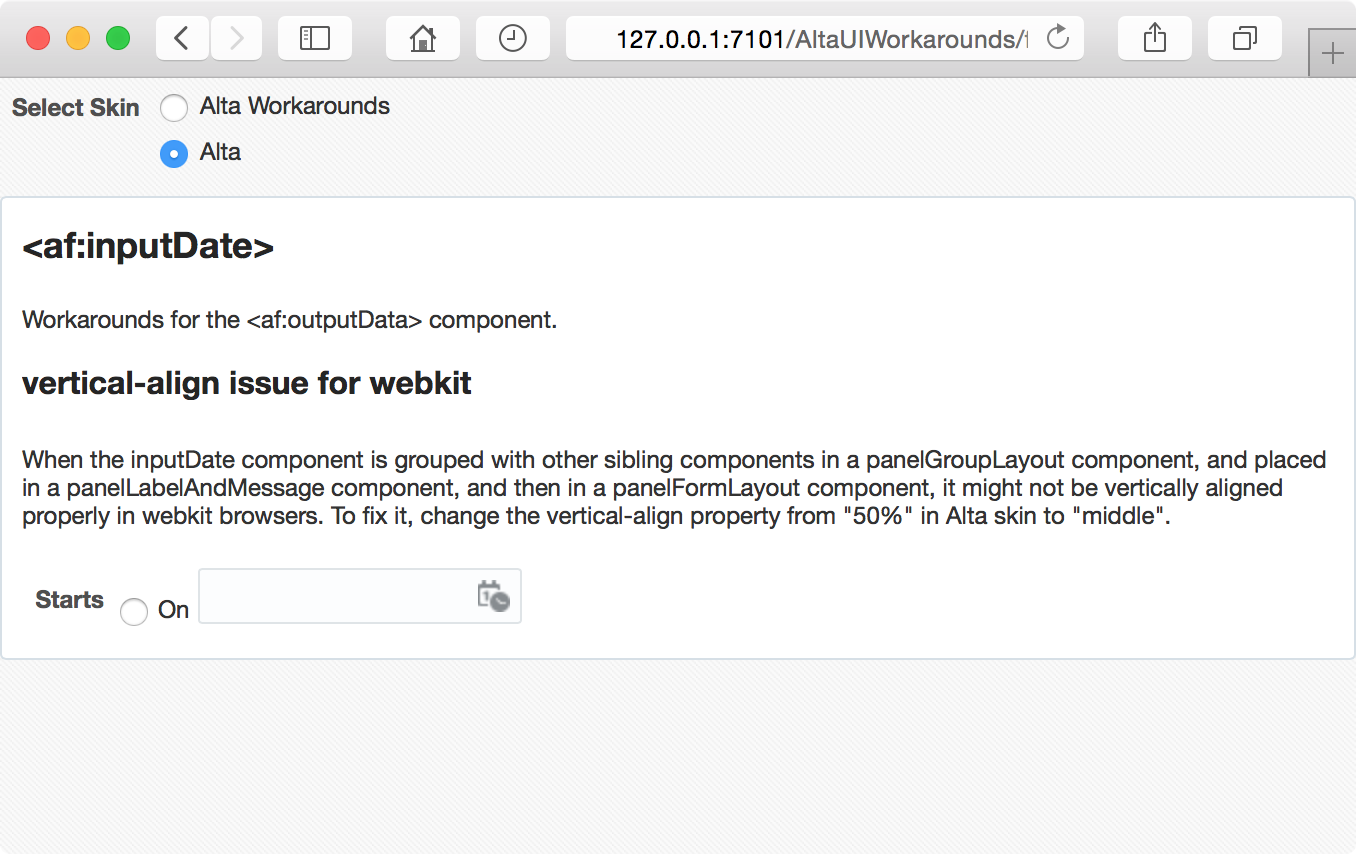 127.0.0.1:7101/AltaUIWorkarounds/
Select Skin
Alta Workarounds
Alta
<af:inputDate>
Workarounds for the <af:outputData> component.
vertical-align issue for webkit
When the inputDate component is grouped with other sibling components in a panelGroupLayout component, and placed
in a panelLabelAndMessage component, and then in a panelFormLayout component, it might not be vertically aligned
properly in webkit browsers. To fix it, change the vertical-align property from "50%" in Alta skin to "middle".
Starts
On